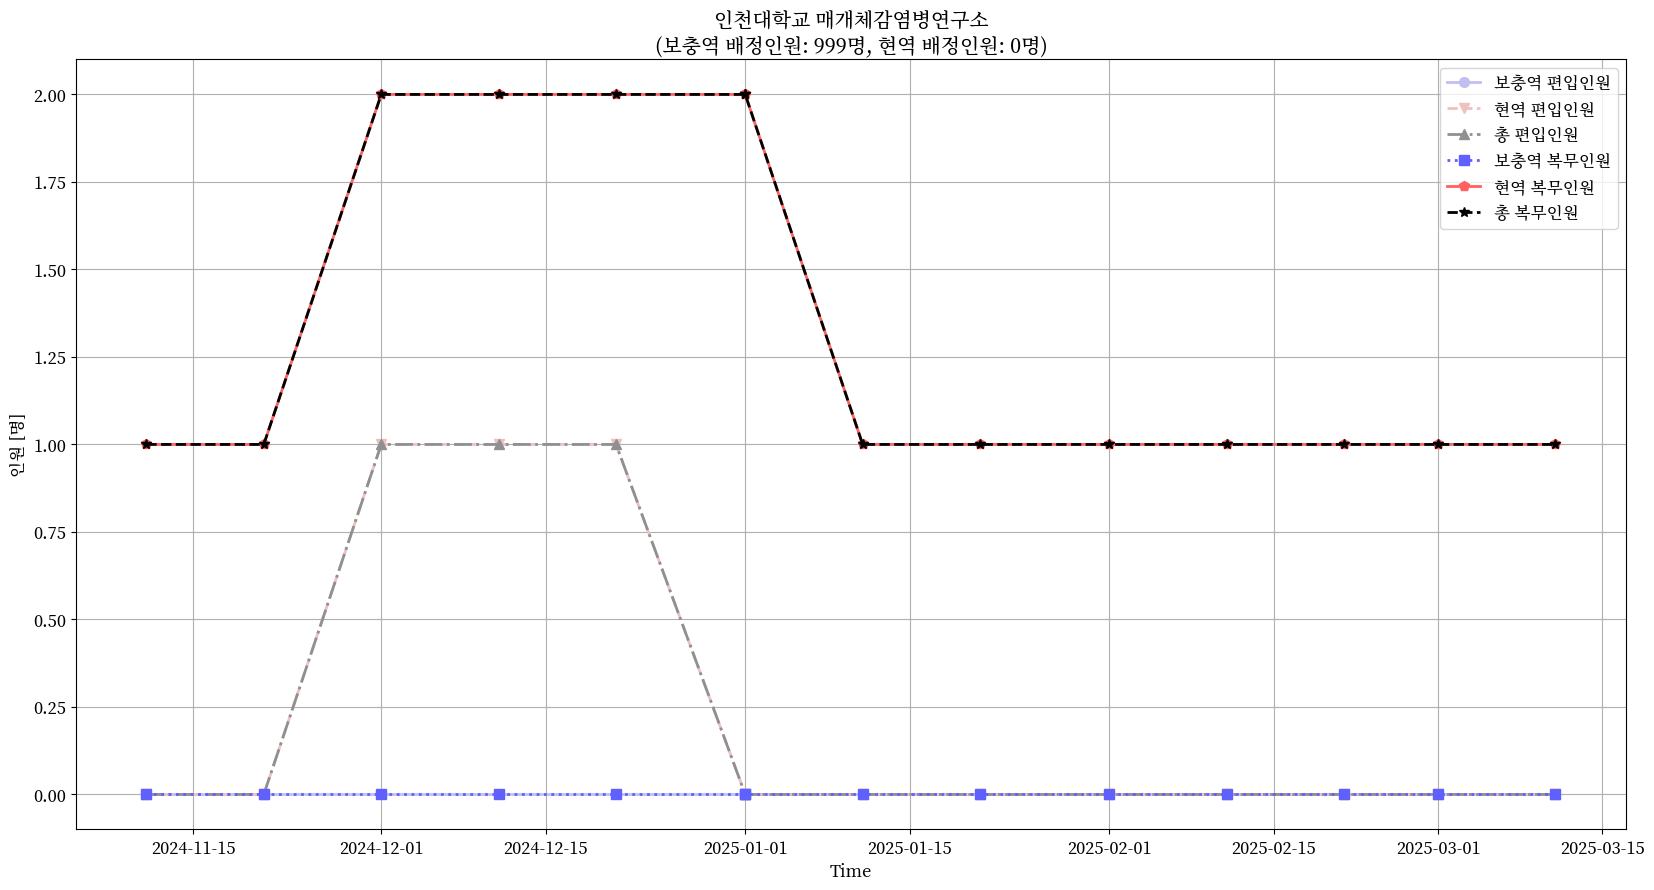 인천대학교 매개체감염병연구소
(보충역 배정인원: 999명, 현역 배정인원: 0명)
보충역 편입인원
현역 편입인원
총 편입인원
보충역 복무인원
현역 복무인원
총 복무인원
인원 [명]
2.00
1.75
1.50
1.25
1.00
0.75
0.50
0.25
0.00
2024-11-15
2024-12-01
2024-12-15
2025-01-01
2025-01-15
2025-02-01
2025-02-15
2025-03-01
2025-03-15
Time